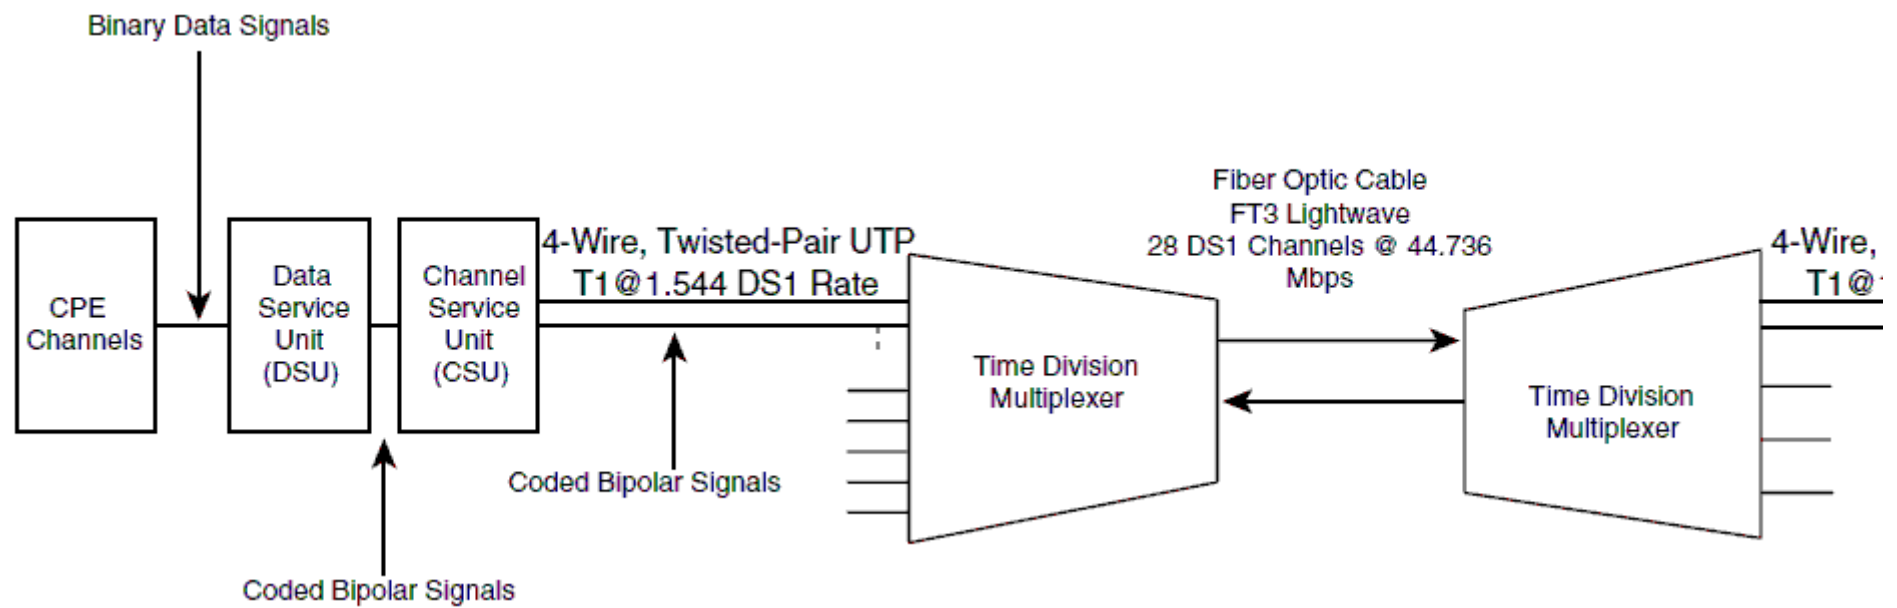 Binary Data Signals
CPE
Channels
Data
Service
Unit
(DSU)
Channel
Service
Unit
(CSU)
4-Wire, Twisted-Pair UTP
T1@1.544 DS1 Rate
Coded Bipolar Signals
Coded Bipolar Signals
Time Division
Multiplexer
Fiber Optic Cable
FT3 Lightwave
28 DS1 Channels @ 44.736
Mbps
Time Division
Multiplexer
4-Wire,
T1@1